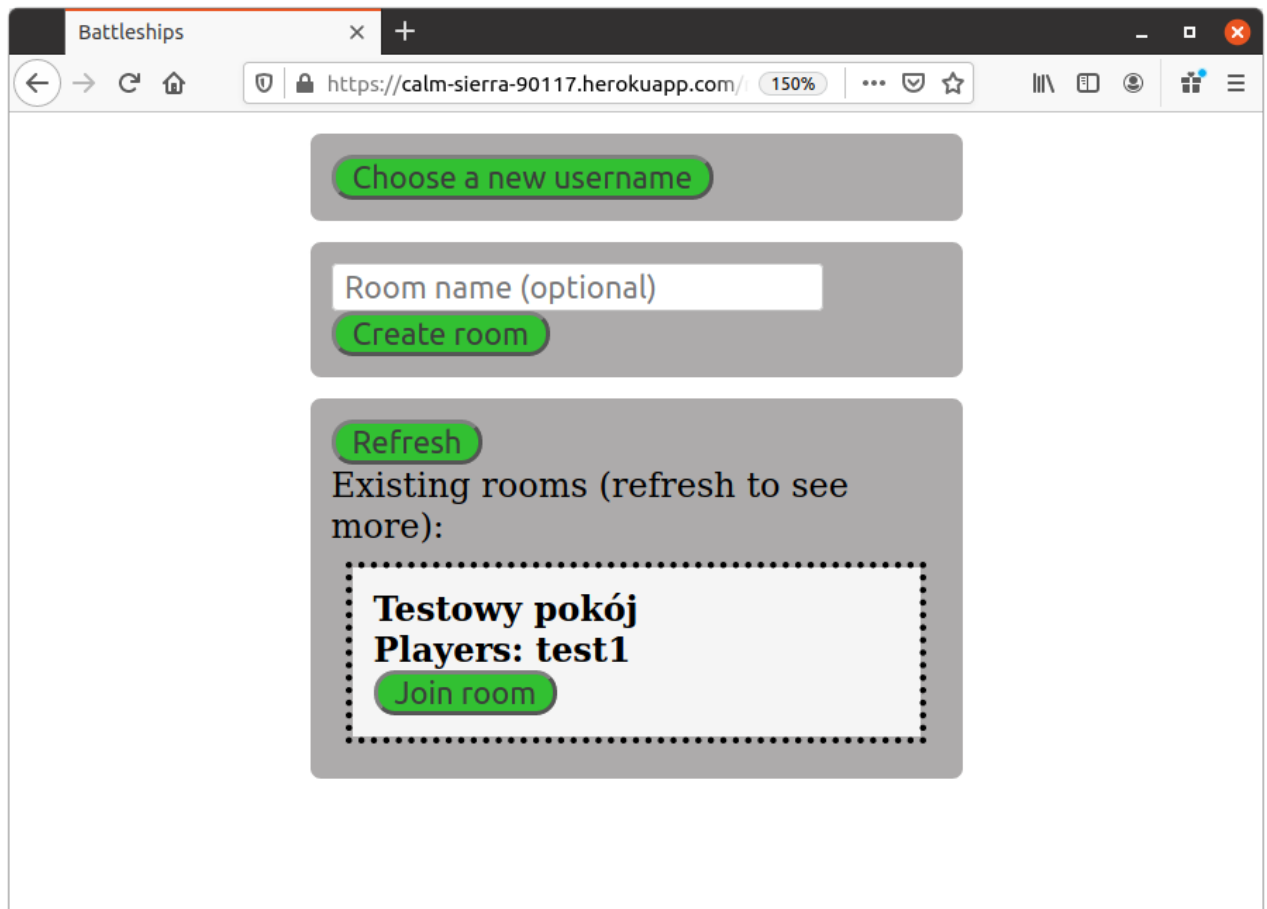 Battleships
https://calm-sierra-90117.herokuapp.com/
150%
Choose a new username
Room name (optional)
Create room
Refresh
Existing rooms (refresh to see
more):
Testowy pokój
Players: test1
Join room